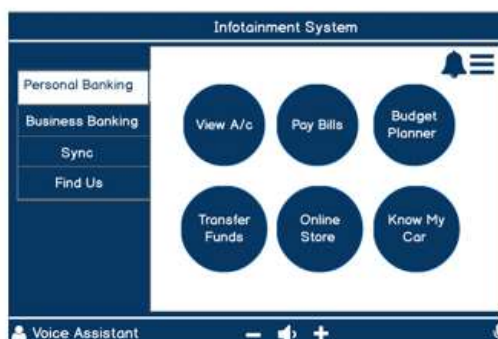 Infotainment System
Personal Banking
Business Banking
Sync
Find Us
View A/c
Pay Bills
Budget
Planner
Transfer
Funds
Online
Store
Know My
Car
Voice Assistant